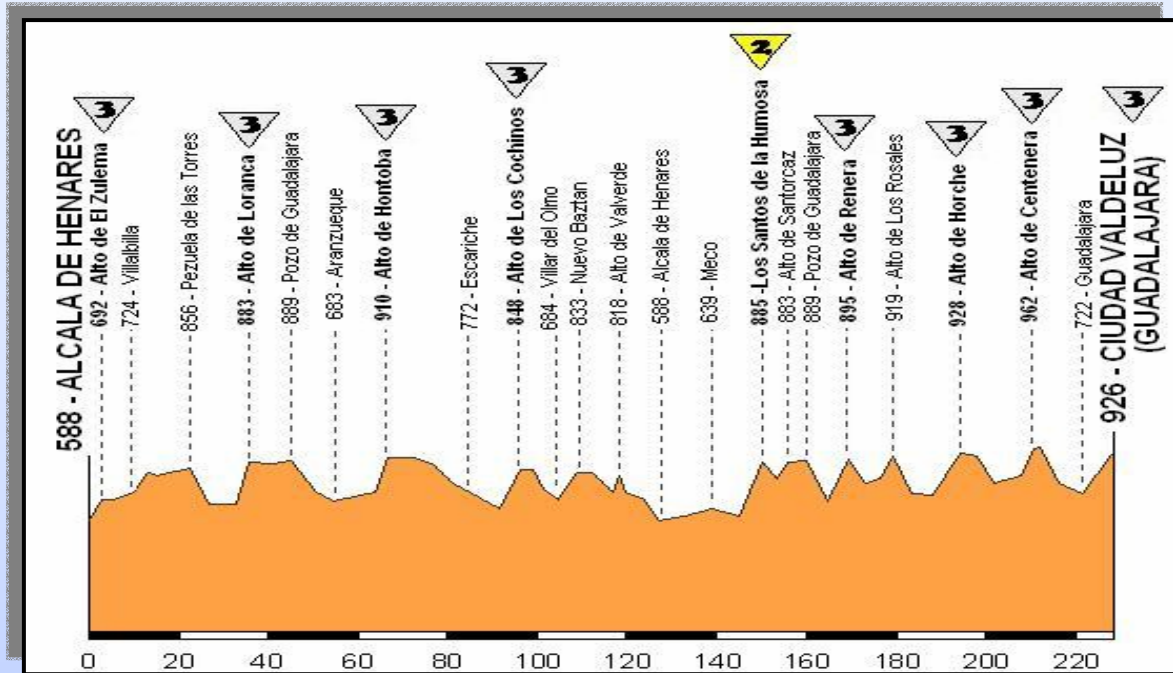 588 - ALCALA DE HENARES
3
692 - Alto de El Zulema
724 - Villalbilla
856 - Pezuela de las Torres
3
883 - Alto de Loranca
889 - Pozo de Guadalajara
683 - Aranzueque
3
910 - Alto de Hontoba
772 - Escariche
3
848 - Alto de Los Cochinos
684 - Villar del Olmo
833 - Nuevo Baztan
818 - Alto de Valverde
588 - Alcala de Henares
639 - Meco
2
885 -Los Santos de la Humosa
883 - Alto de Santorcaz
889 - Pozo de Guadalajara
3
895 - Alto de Renera
919 - Alto de Los Rosales
3
928 - Alto de Horche
3
962 - Alto de Centenera
722 - Guadalajara
3
926 - CIUDAD VALDELUZ
(GUADALAJARA)
0 20 40 60 80 100 120 140 160 180 200 220